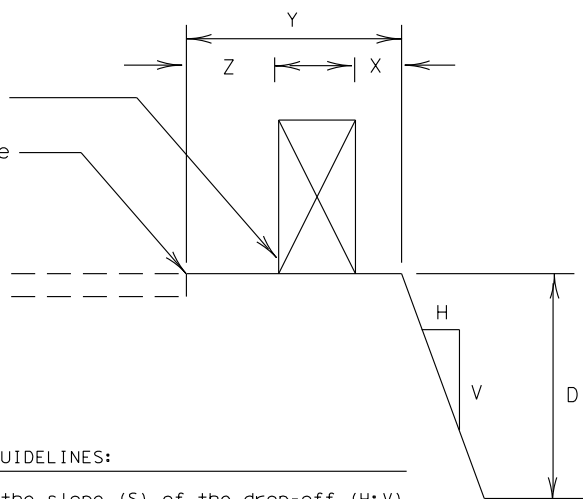 Y
Z X
e
H
V
D
UIDELINES:
the slope (S) of the drop-off (H:V)